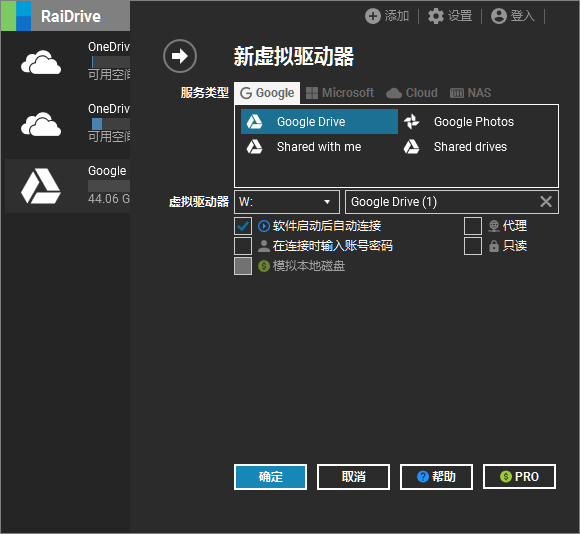 RaiDrive
添加 设置 登入
OneDriv
可用空间
OneDriv
可用空间
Google
44.06 G
新虚拟驱动器
服务类型 Google Microsoft Cloud NAS
Google Drive Google Photos
Shared with me Shared drives
虚拟驱动器 W: Google Drive (1)
软件启动后自动连接 代理
在连接时输入账号密码 只读
模拟本地磁盘
确定 取消 帮助 PRO